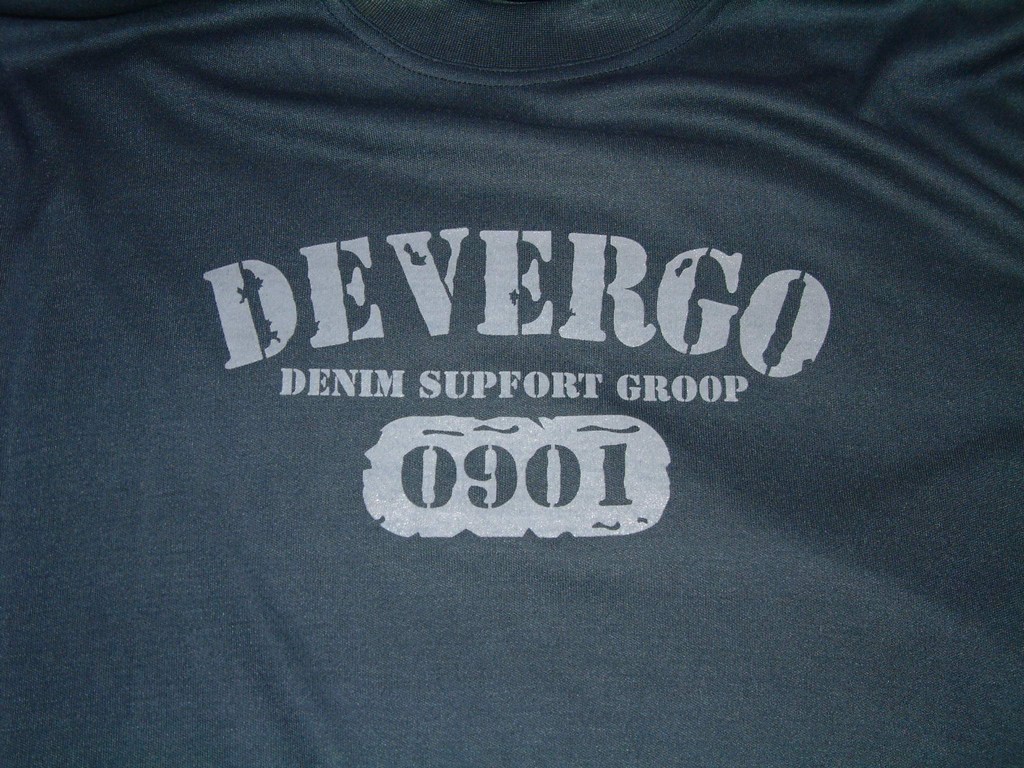 DEVERGO
DENIM SUPFORT GROOP
0901